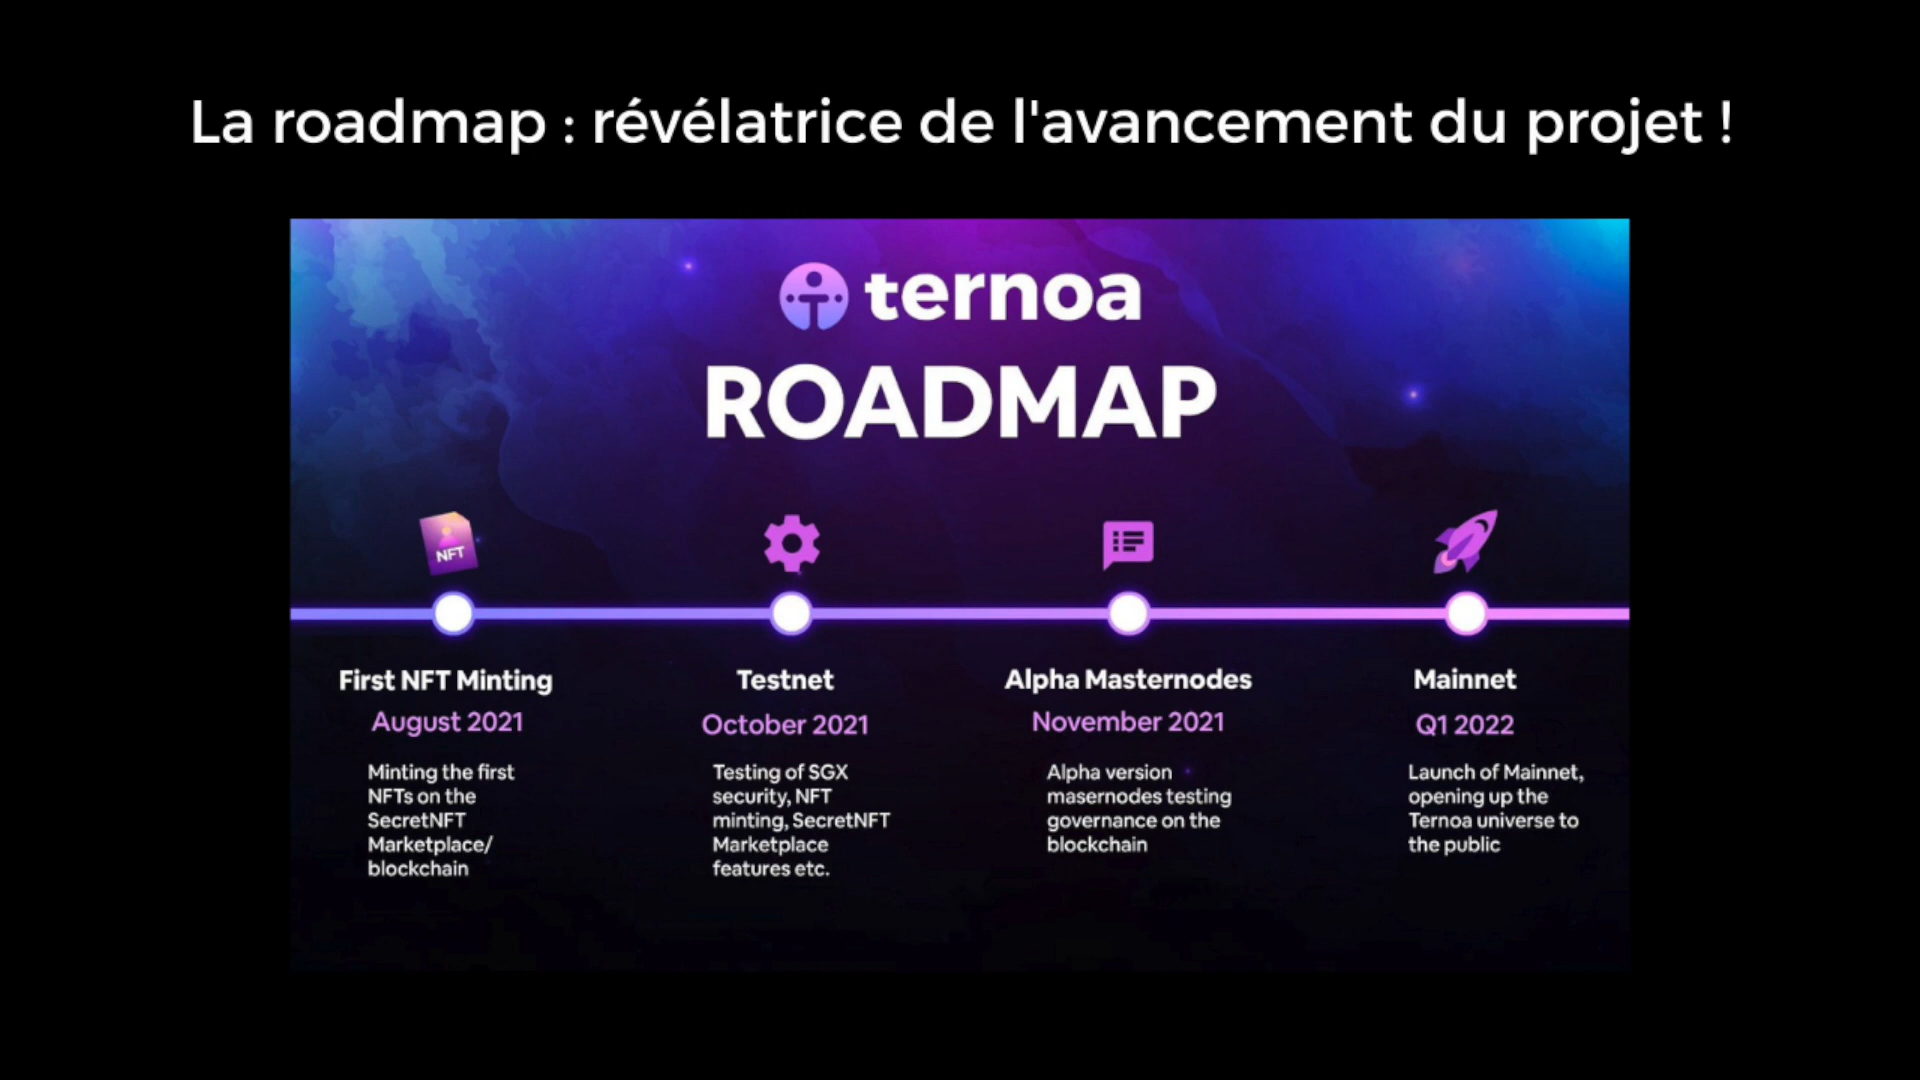 La roadmap : révélatrice de l'avancement du projet !
ternoa
ROADMAP
NFT
First NFT Minting
August 2021
Minting the first
NFTs on the
SecretNFT
Marketplace/
blockchain
Testnet
October 2021
Testing of SGX
security, NFT
minting, SecretNFT
Marketplace
features etc.
Alpha Masternodes
November 2021
Alpha version
masernodes testing
governance on the
blockchain
Mainnet
Q1 2022
Launch of Mainnet,
opening up the
Ternoa universe to
the public